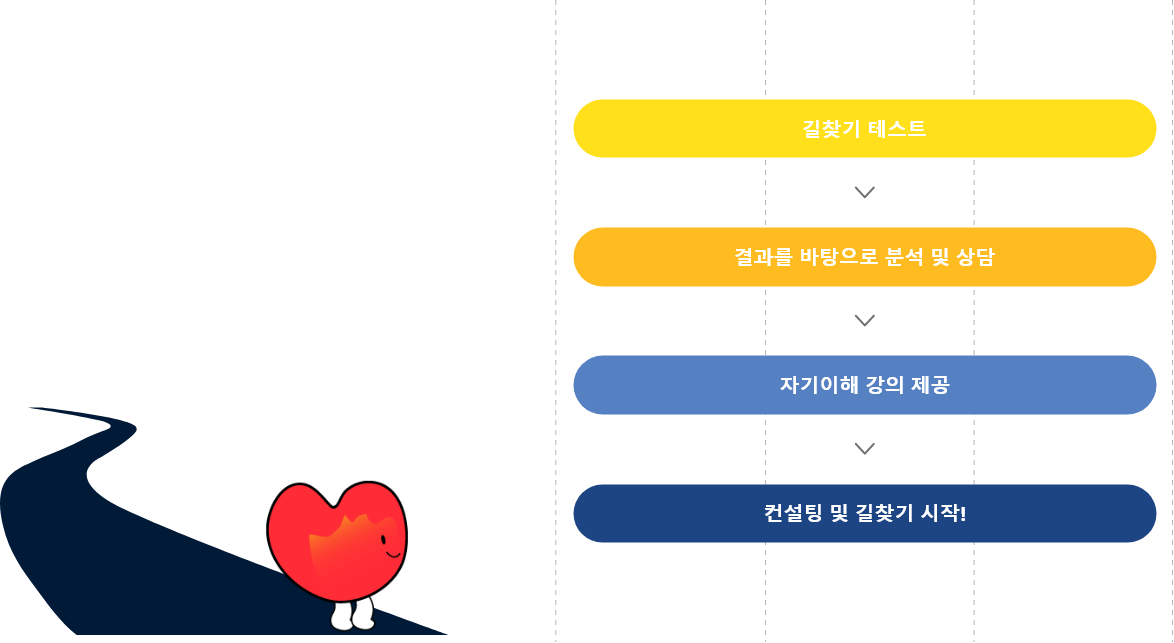 길찾기 테스트
결과를 바탕으로 분석 및 상담
자기이해 강의 제공
컨설팅 및 길찾기 시작!